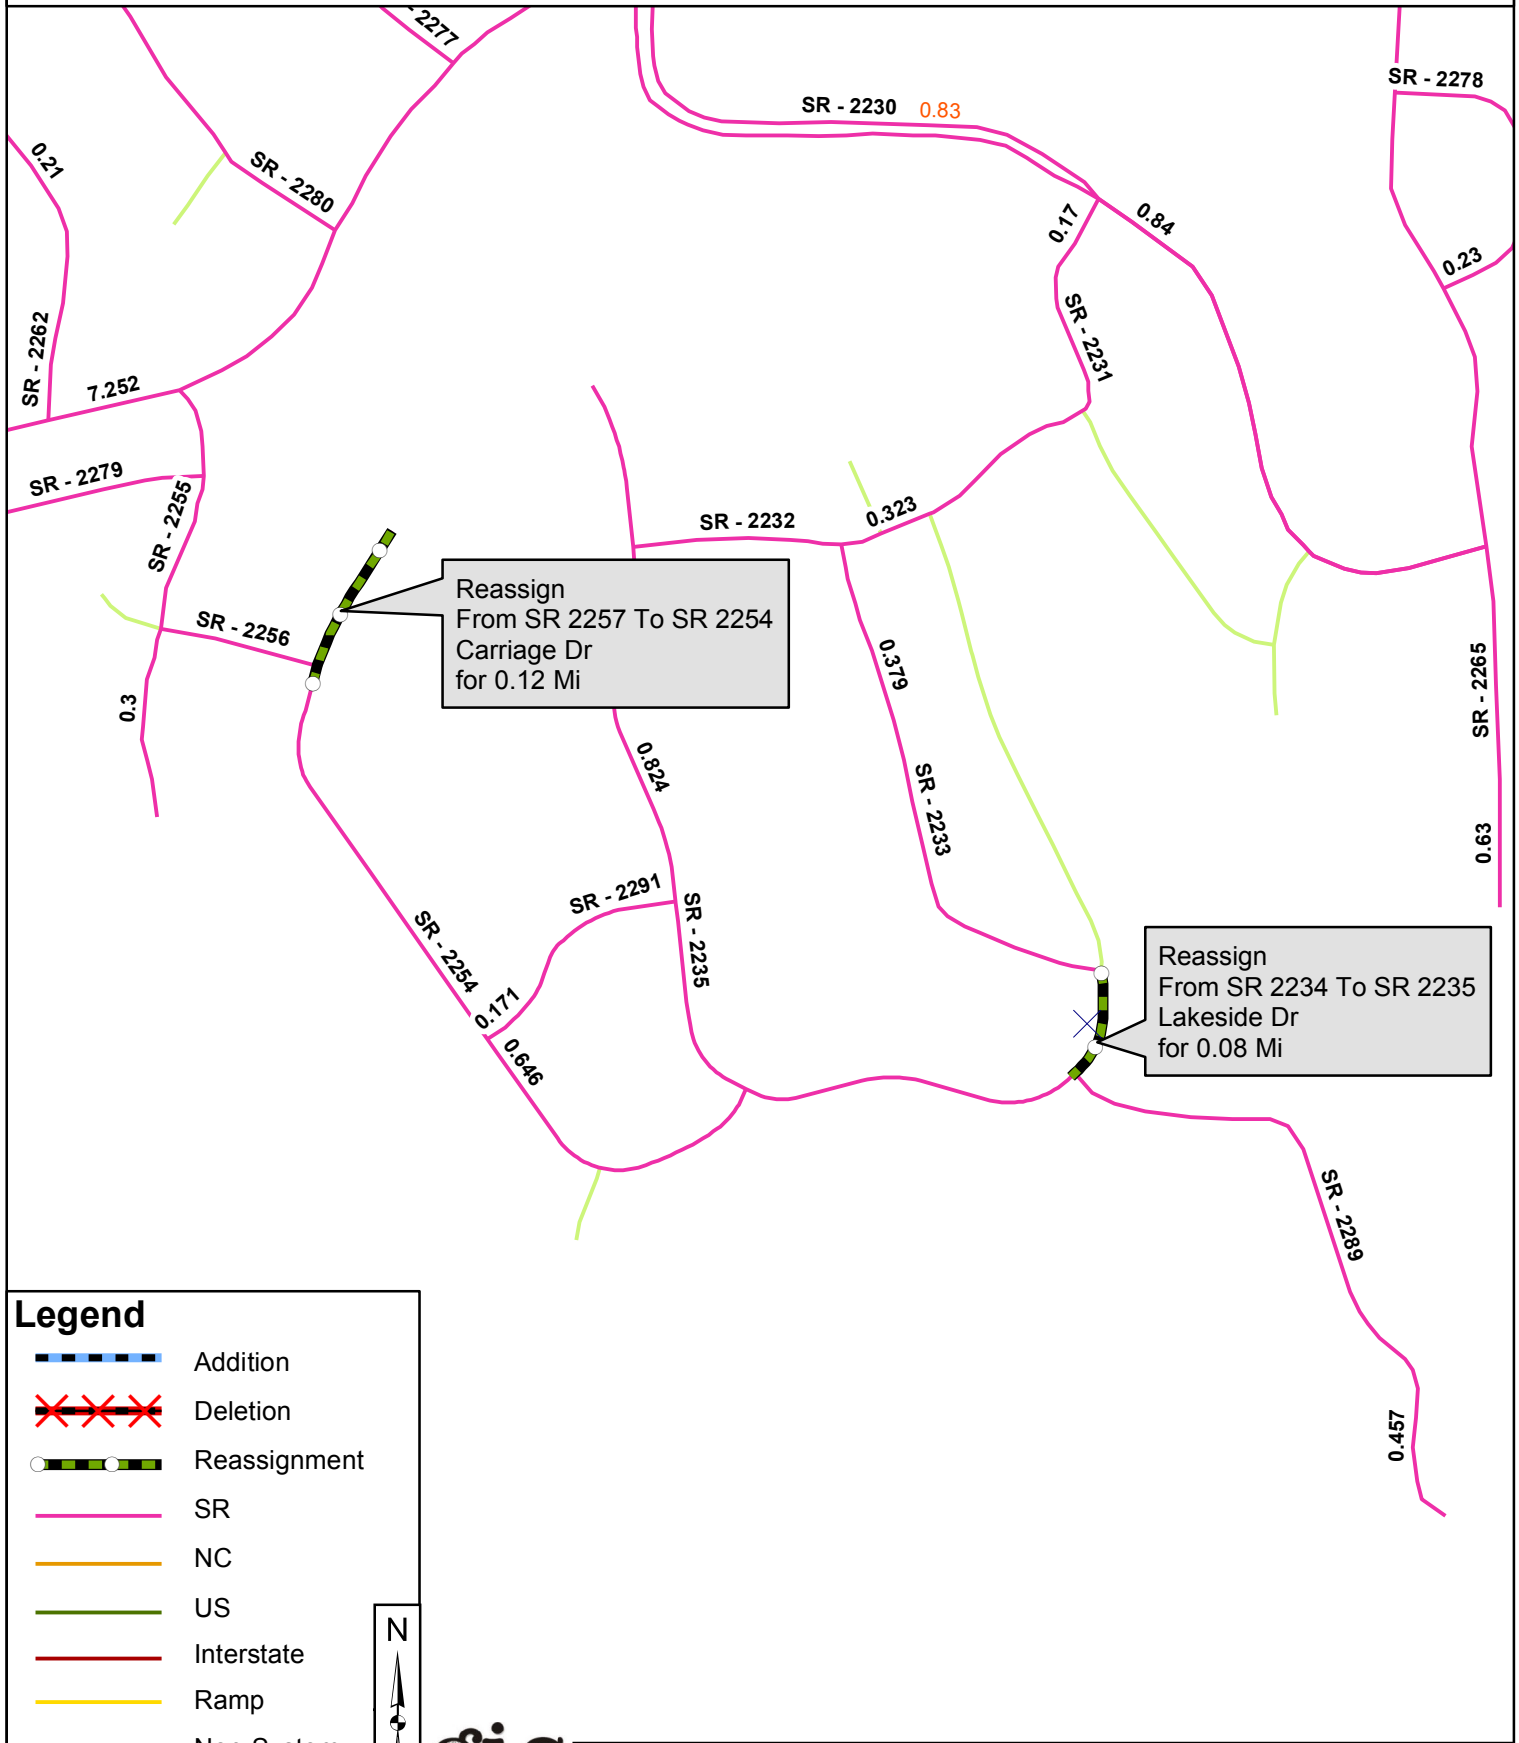 - 2277
SR - 2278
SR - 2230 0.83
0.21
SR - 2280
0.17
0.84
0.23
SR - 2262
SR - 2231
7.252
SR - 2279
SR - 2255
SR - 2232
0.323
Reassign
From SR 2257 To SR 2254
Carriage Dr
for 0.12 Mi
SR - 2256
0.3
0.379
SR - 2265
0.824
SR - 2233
0.63
SR - 2291
SR - 2235
SR - 2254
0.171
0.646
Reassign
From SR 2234 To SR 2235
Lakeside Dr
for 0.08 Mi
SR - 2289
0.457
Legend
Addition
Deletion
Reassignment
SR
NC
US
Interstate
Ramp
N